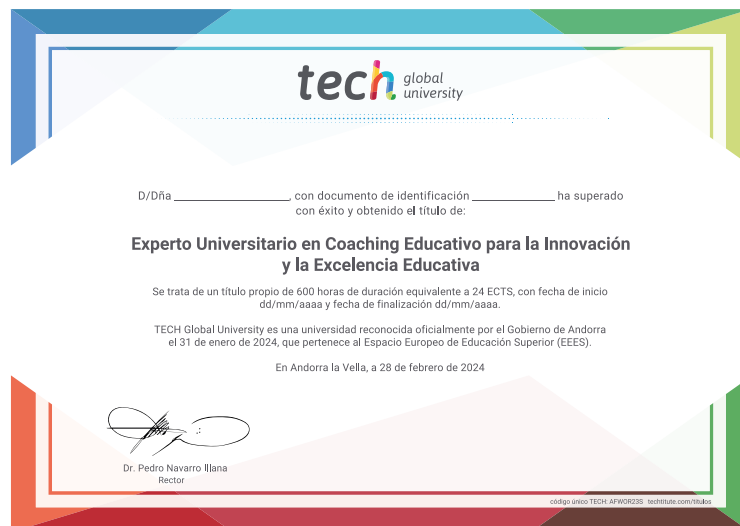 tech global university
D/Dña ______________, con documento de identificación ______________ ha superado
con éxito y obtenido el título de:
Experto Universitario en Coaching Educativo para la Innovación
y la Excelencia Educativa
Se trata de un título propio de 600 horas de duración equivalente a 24 ECTS, con fecha de inicio
dd/mm/aaaa y fecha de finalización dd/mm/aaaa.
TECH Global University es una universidad reconocida oficialmente por el Gobierno de Andorra
el 31 de enero de 2024, que pertenece al Espacio Europeo de Educación Superior (EEES).
En Andorra la Vella, a 28 de febrero de 2024
Dr. Pedro Navarro Illana
Rector
código único TECH: AFWOR23S techtitute.com/titulos